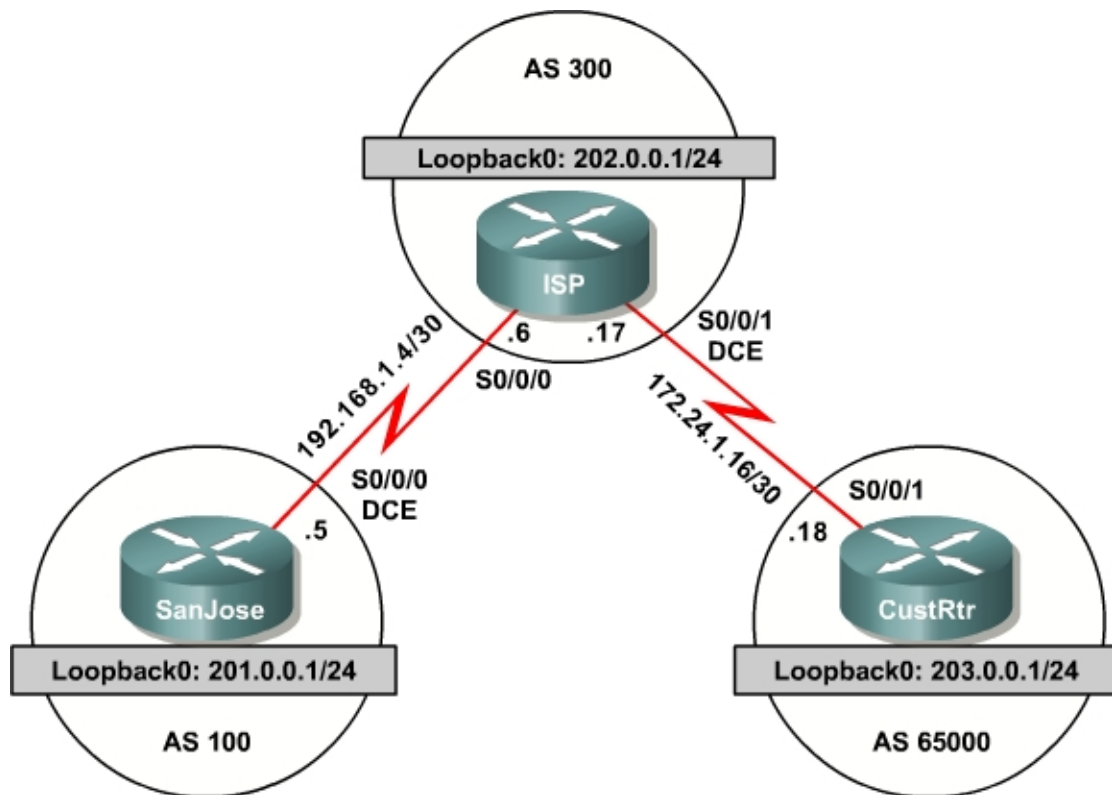 AS 300
Loopback0: 202.0.0.1/24
ISP
.6
.17
S0/0/1
DCE
S0/0/0
192.168.1.4/30
172.24.1.16/30
S0/0/0
DCE
S0/0/1
.5
.18
SanJose
CustRtr
Loopback0: 201.0.0.1/24
Loopback0: 203.0.0.1/24
AS 100
AS 65000